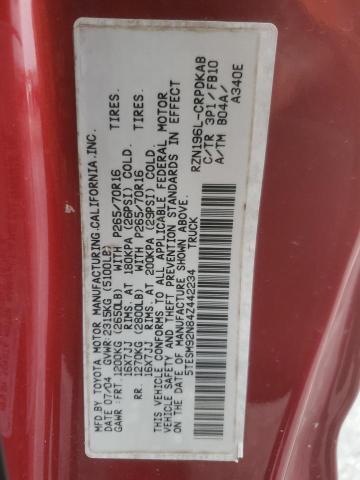 MFD.BY:TOYOTA MOTOR MANUFACTURING.CALIFORNIA.INC.
DATE 07/04 GVWR:2315KG(5100LB)
GAWR: FRT.1200KG(2650LB) WITH P265/70R16 TIRES.
16X7JJ RIMS. AT 180KPA(26PSI)COLD.
RR. 1270KG(2800LB) WITH P265/70R16 TIRES.
16X7JJ RIMS. AT 200KPA(29PSI)COLD.
THIS VEHICLE CONFORMS TO ALL APPLICABLE FEDERAL MOTOR
VEHICLE SAFETY AND THEFT PREVENTION STANDARDS IN EFFECT
ON THE DATE OF MANUFACTURE SHOWN ABOVE.
5TESM92N84Z442234 TRUCK
RZN196L-CRPDKAB
C/TR 3P1/FB10
A/TM B04A/
A340E